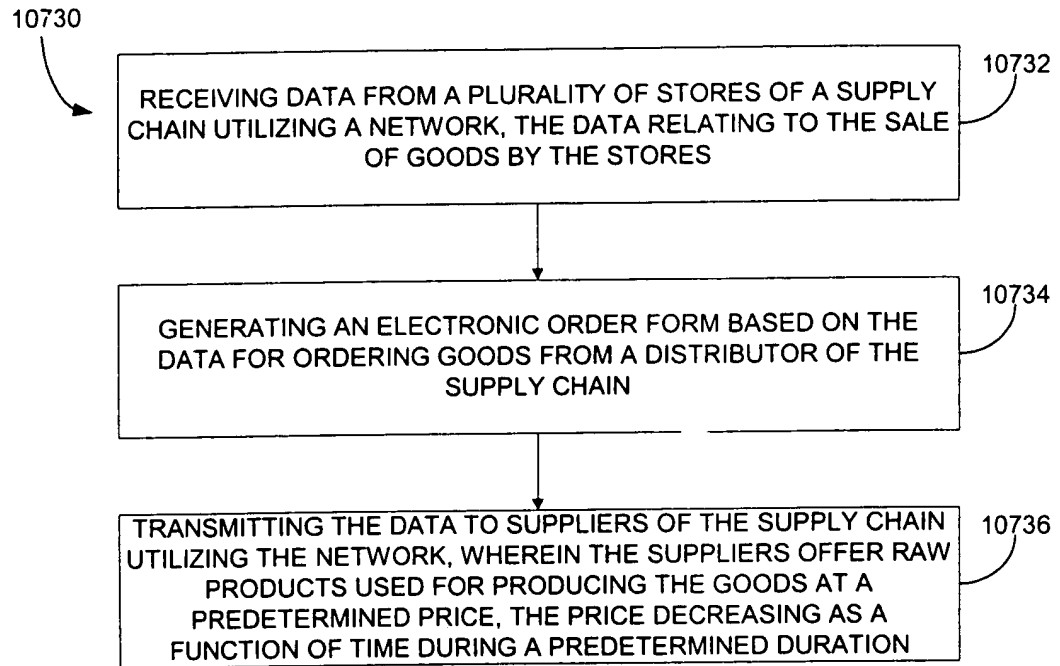 10730
10732
RECEIVING DATA FROM A PLURALITY OF STORES OF A SUPPLY
CHAIN UTILIZING A NETWORK, THE DATA RELATING TO THE SALE
OF GOODS BY THE STORES
10734
GENERATING AN ELECTRONIC ORDER FORM BASED ON THE
DATA FOR ORDERING GOODS FROM A DISTRIBUTOR OF THE
SUPPLY CHAIN
10736
TRANSMITTING THE DATA TO SUPPLIERS OF THE SUPPLY CHAIN
UTILIZING THE NETWORK, WHEREIN THE SUPPLIERS OFFER RAW
PRODUCTS USED FOR PRODUCING THE GOODS AT A
PREDETERMINED PRICE, THE PRICE DECREASING AS A
FUNCTION OF TIME DURING A PREDETERMINED DURATION